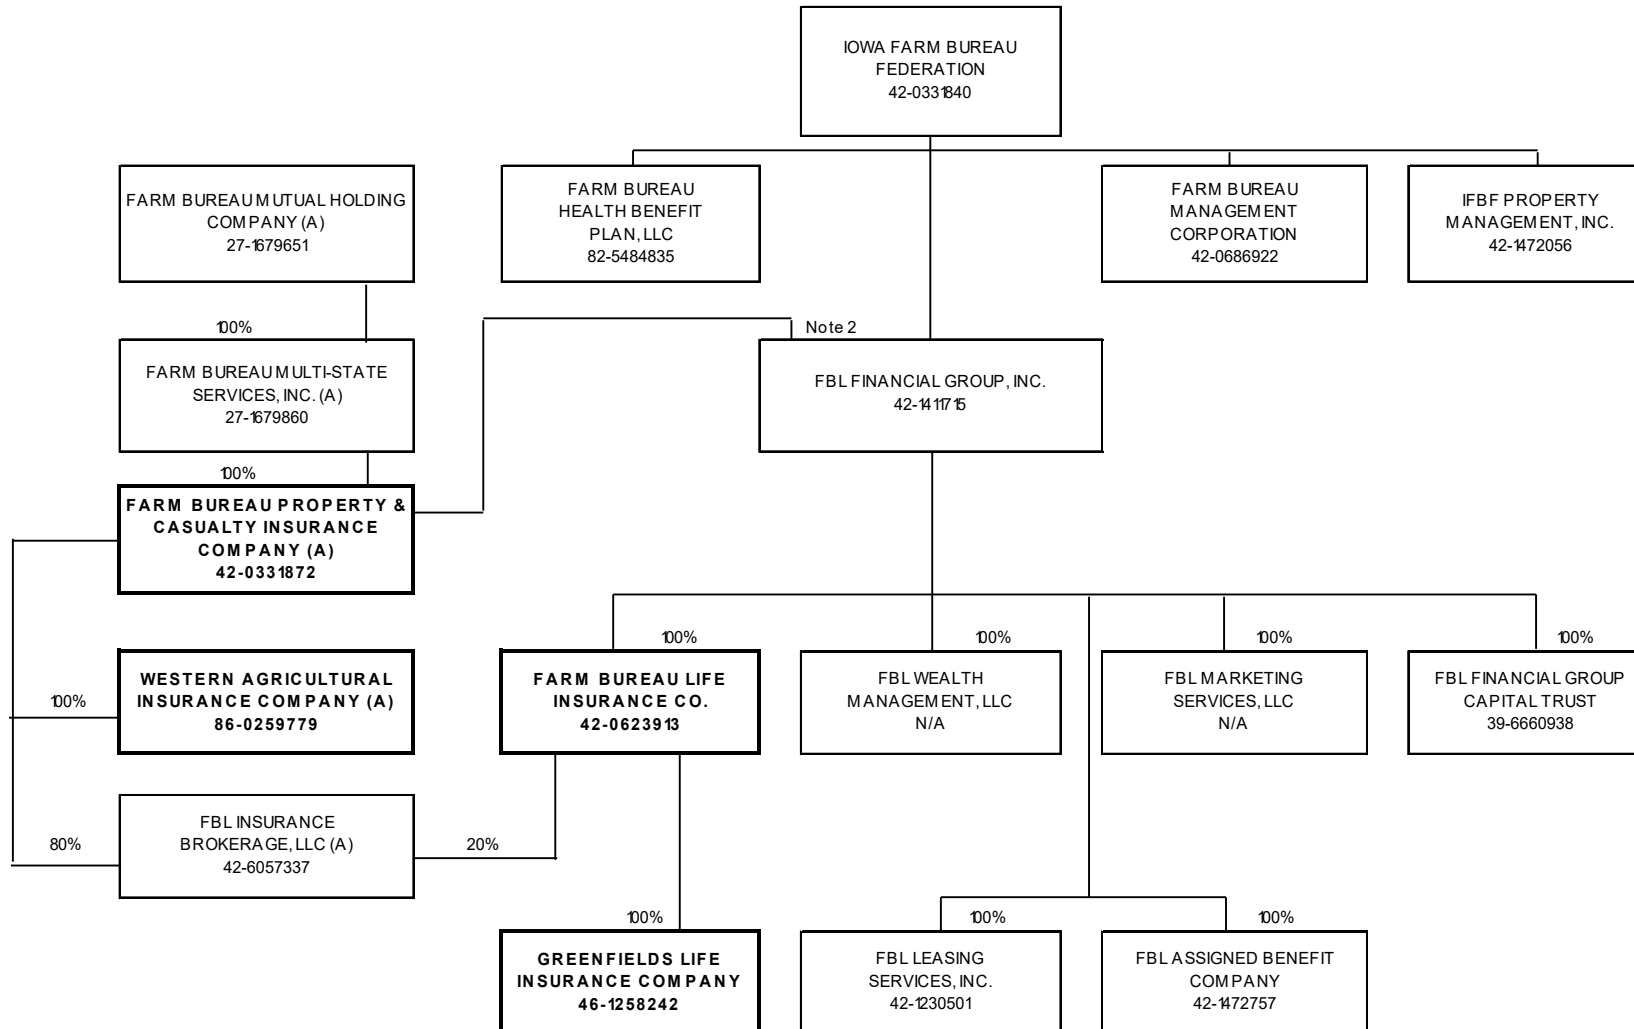 IOWA FARM BUREAU
FEDERATION
42-0331840
FARM BUREAU MUTUAL HOLDING
COMPANY (A)
27-1679651
FARM BUREAU
HEALTH BENEFIT
PLAN, LLC
82-5484835
FARM BUREAU
MANAGEMENT
CORPORATION
42-0686922
IFBF PROPERTY
MANAGEMENT, INC.
42-1472056
100%
Note 2
FARM BUREAU MULTI-STATE
SERVICES, INC. (A)
27-1679860
FBL FINANCIAL GROUP, INC.
42-1411715
100%
FARM BUREAU PROPERTY &
CASUALTY INSURANCE
COMPANY (A)
42-0331872
100%
100%
100%
100%
100%
WESTERN AGRICULTURAL
INSURANCE COMPANY (A)
86-0259779
FARM BUREAU LIFE
INSURANCE CO.
42-0623913
FBL WEALTH
MANAGEMENT, LLC
N/A
FBL MARKETING
SERVICES, LLC
N/A
FBL FINANCIAL GROUP
CAPITAL TRUST
39-6660938
80%
FBL INSURANCE
BROKERAGE, LLC (A)
42-6057337
20%
100%
100%
100%
GREENFIELDS LIFE
INSURANCE COMPANY
46-1258242
FBL LEASING
SERVICES, INC.
42-1230501
FBL ASSIGNED BENEFIT
COMPANY
42-1472757